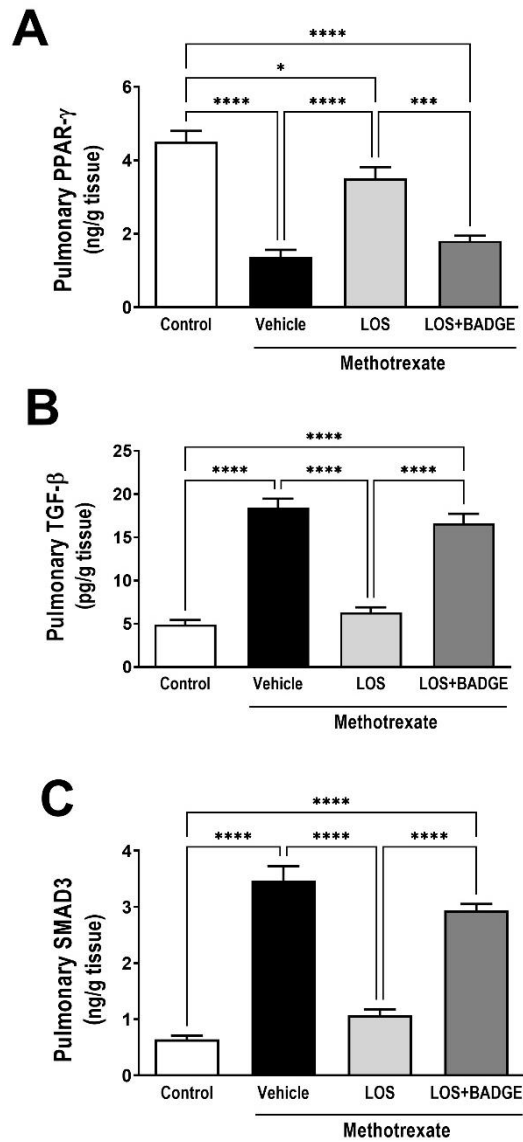 A
****
*
**** **** ***
Pulmonary PPAR-γ
(ng/g tissue)
6
4
2
0
Control Vehicle LOS LOS+BADGE
Methotrexate
B
****
**** **** ****
Pulmonary TGF-β
(pg/g tissue)
25
20
15
10
5
0
Control Vehicle LOS LOS+BADGE
Methotrexate
C
****
**** **** ****
Pulmonary SMAD3
(ng/g tissue)
4
3
2
1
0
Control Vehicle LOS LOS+BADGE
Methotrexate